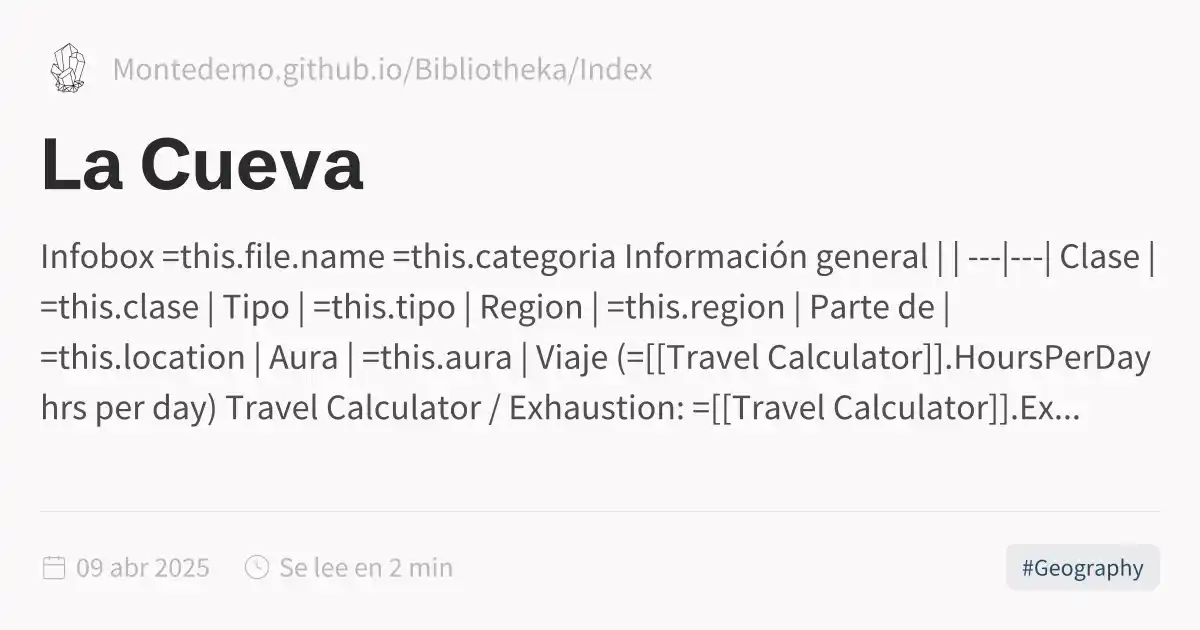 Montedemo.github.io/Bibliotheka/Index
La Cueva
Infobox =this.file.name =this.categoria Información general | | ---|---| Clase |
=this.clase | Tipo | =this.tipo | Region | =this.region | Parte de |
=this.location | Aura | =this.aura | Viaje (=[[Travel Calculator]].HoursPerDay
hrs per day) Travel Calculator / Exhaustion: =[[Travel Calculator]].Ex...
09 abr 2025
Se lee en 2 min
#Geography